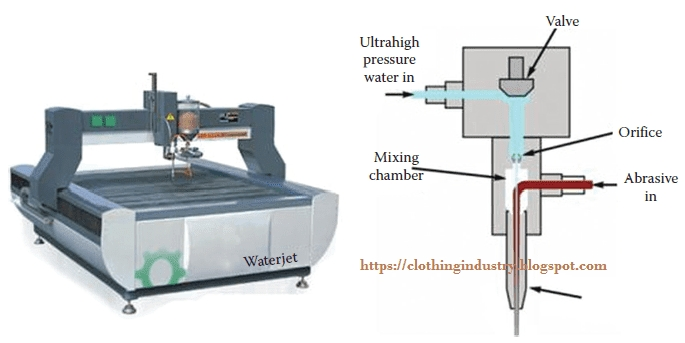 Valve
Ultrahigh
pressure
water in
Orifice
Mixing
chamber
Abrasive
in
Waterjet
https://clothingindustry.blogspot.com